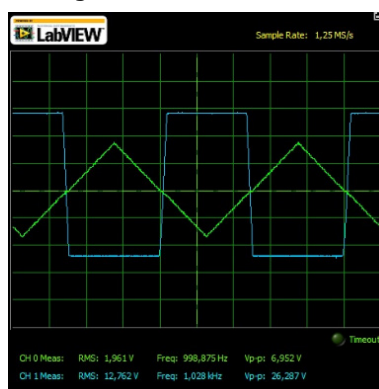 LabVIEW
Sample Rate: 1,25 MS/s
Timeout
CH 0 Meas: RMS: 1,961 V Freq: 998,875 Hz Vp-p: 6,952 V
CH 1 Meas: RMS: 12,762 V Freq: 1,028 kHz Vp-p: 26,287 V